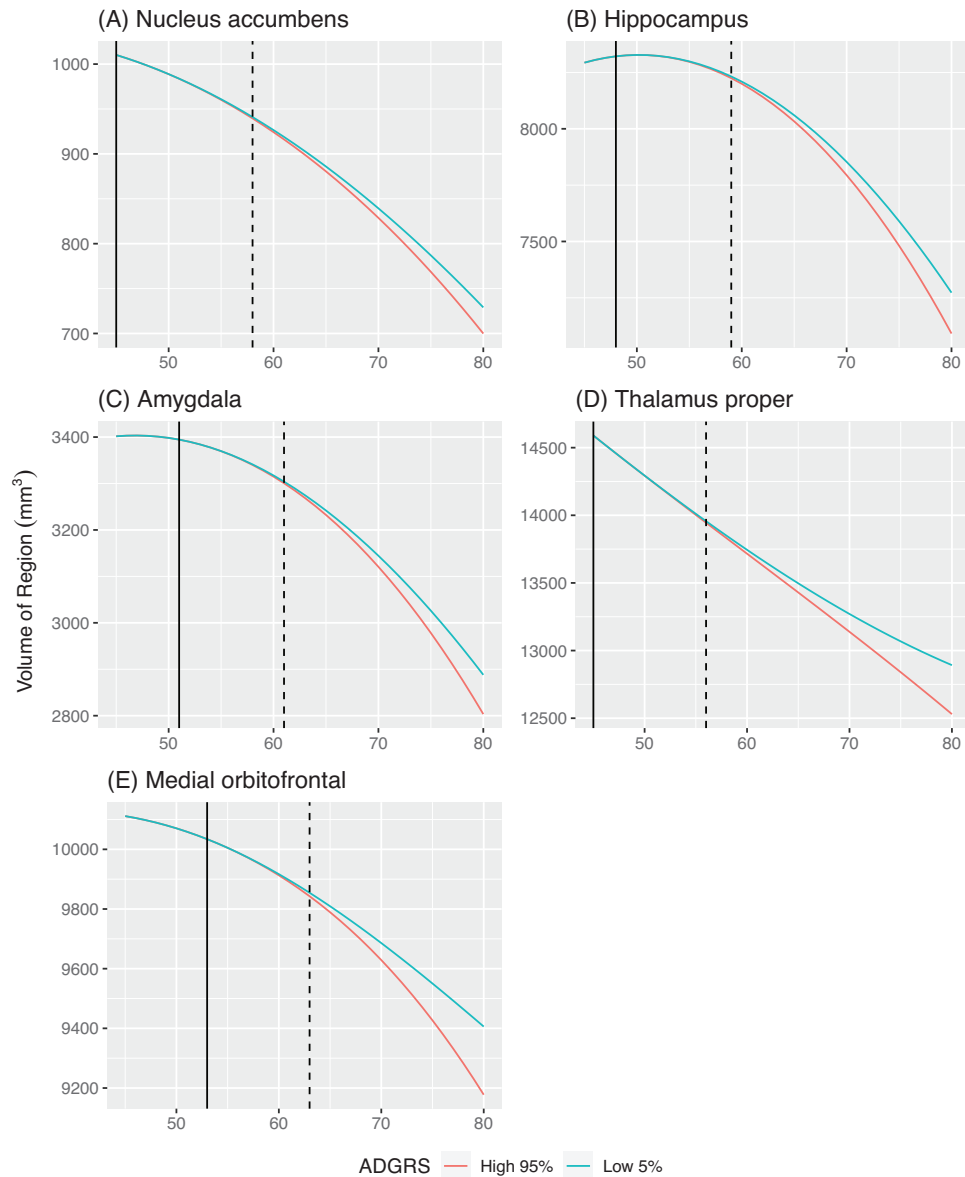 (A) Nucleus accumbens
(B) Hippocampus
1000
900
800
700
50 60 70 80
8000
7500
50 60 70 80
(C) Amygdala
(D) Thalamus proper
Volume of Region (mm³)
3400
3200
3000
2800
50 60 70 80
14500
14000
13500
13000
12500
50 60 70 80
(E) Medial orbitofrontal
10000
9800
9600
9400
9200
50 60 70 80
ADGRS High 95% Low 5%